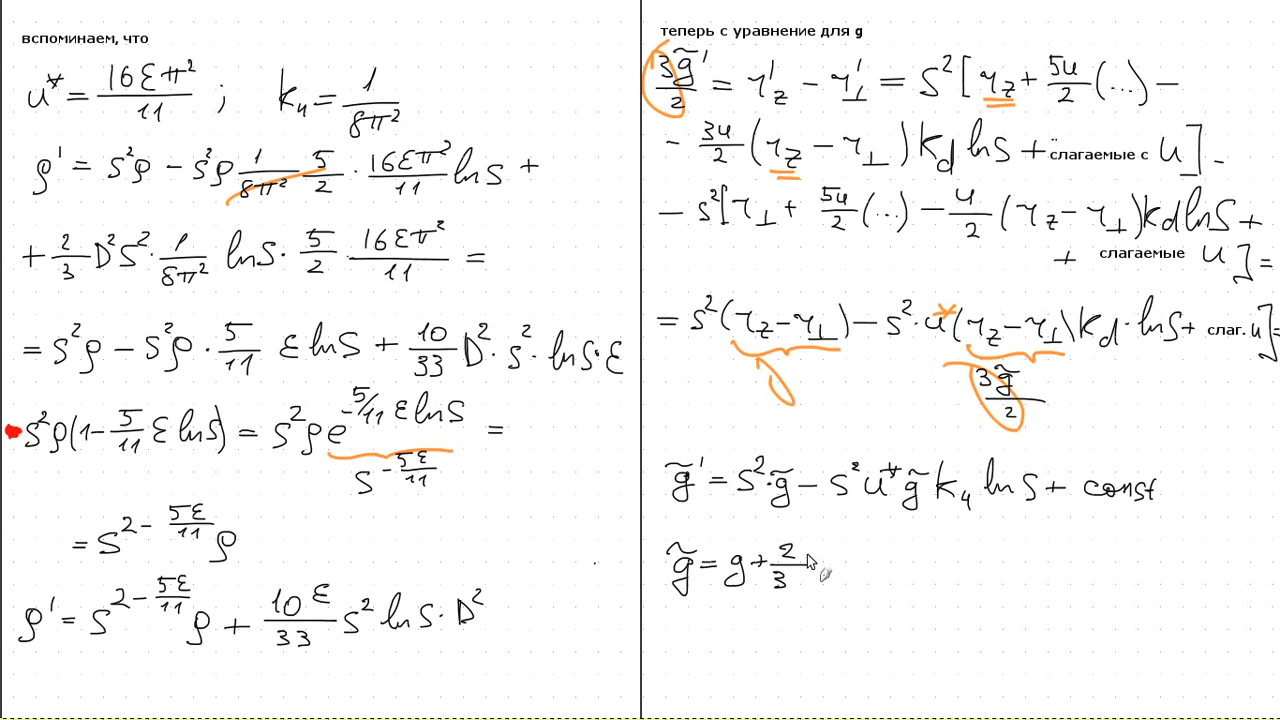 вспоминаем, что
u* = 16επ²/11 ; k₄ = 1/8π²
ρ' = s²ρ − s²ρ 1/8π² 5/2 · 16επ²/11 ln s +
+ 2/3 D² s² · 1/8π² ln s · 5/2 · 16επ²/11 =
= s²ρ − s²ρ · 5/11 ε ln s + 10/33 D² · s² · ln s · ε
s²ρ(1 − 5/11 ε ln s) = s²ρ e^(−5/11 ε ln s) =
s^(−5ε/11)
= s^(2 − 5ε/11) ρ
ρ' = s^(2 − 5ε/11) ρ + 10ε/33 s² ln s · D²
теперь с уравнение для g
3g̃'/2 = r'_z − r'_⊥ = s² [ r_z + 5u/2 (...) −
− 3u/2 (r_z − r_⊥) k_d ln s + слагаемые с u ] −
− s² [ r_⊥ + 5u/2 (...) − u/2 (r_z − r_⊥) k_d ln s +
+ слагаемые u ] =
= s² (r_z − r_⊥) − s² · u* (r_z − r_⊥) k_d · ln s + слаг. u ] =
3g̃/2
g̃' = s² · g̃ − s² u* g̃ k₄ ln s + const
g̃ = g + 2/3